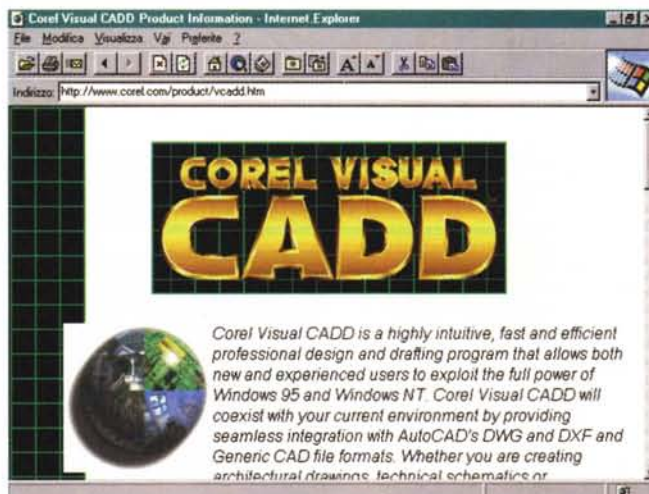 Corel Visual CADD Product Information - Internet Explorer
File Modifica Visualizza Vai Preferite ?
Indirizzo: http://www.corel.com/product/vcadd.htm
COREL VISUAL
CADD
Corel Visual CADD is a highly intuitive, fast and efficient
professional design and drafting program that allows both
new and experienced users to exploit the full power of
Windows 95 and Windows NT. Corel Visual CADD will
coexist with your current environment by providing
seamless integration with AutoCAD's DWG and DXF and
Generic CAD file formats. Whether you are creating
architectural drawings, technical schematics or